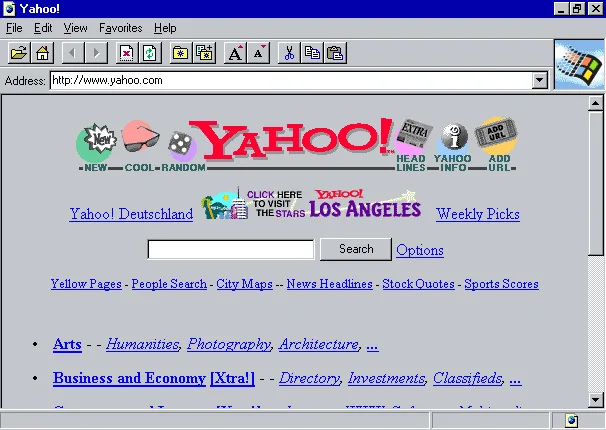 Yahoo!
File Edit View Favorites Help
Address: http://www.yahoo.com
New EXTRA i ADD URL
YAHOO!
NEW COOL RANDOM HEAD LINES YAHOO INFO ADD URL
Yahoo! Deutschland CLICK HERE TO VISIT THE STARS YAHOO! LOS ANGELES Weekly Picks
Search Options
Yellow Pages - People Search - City Maps -- News Headlines - Stock Quotes - Sports Scores
• Arts - - Humanities, Photography, Architecture, ...
• Business and Economy [Xtra!] - - Directory, Investments, Classifieds, ...